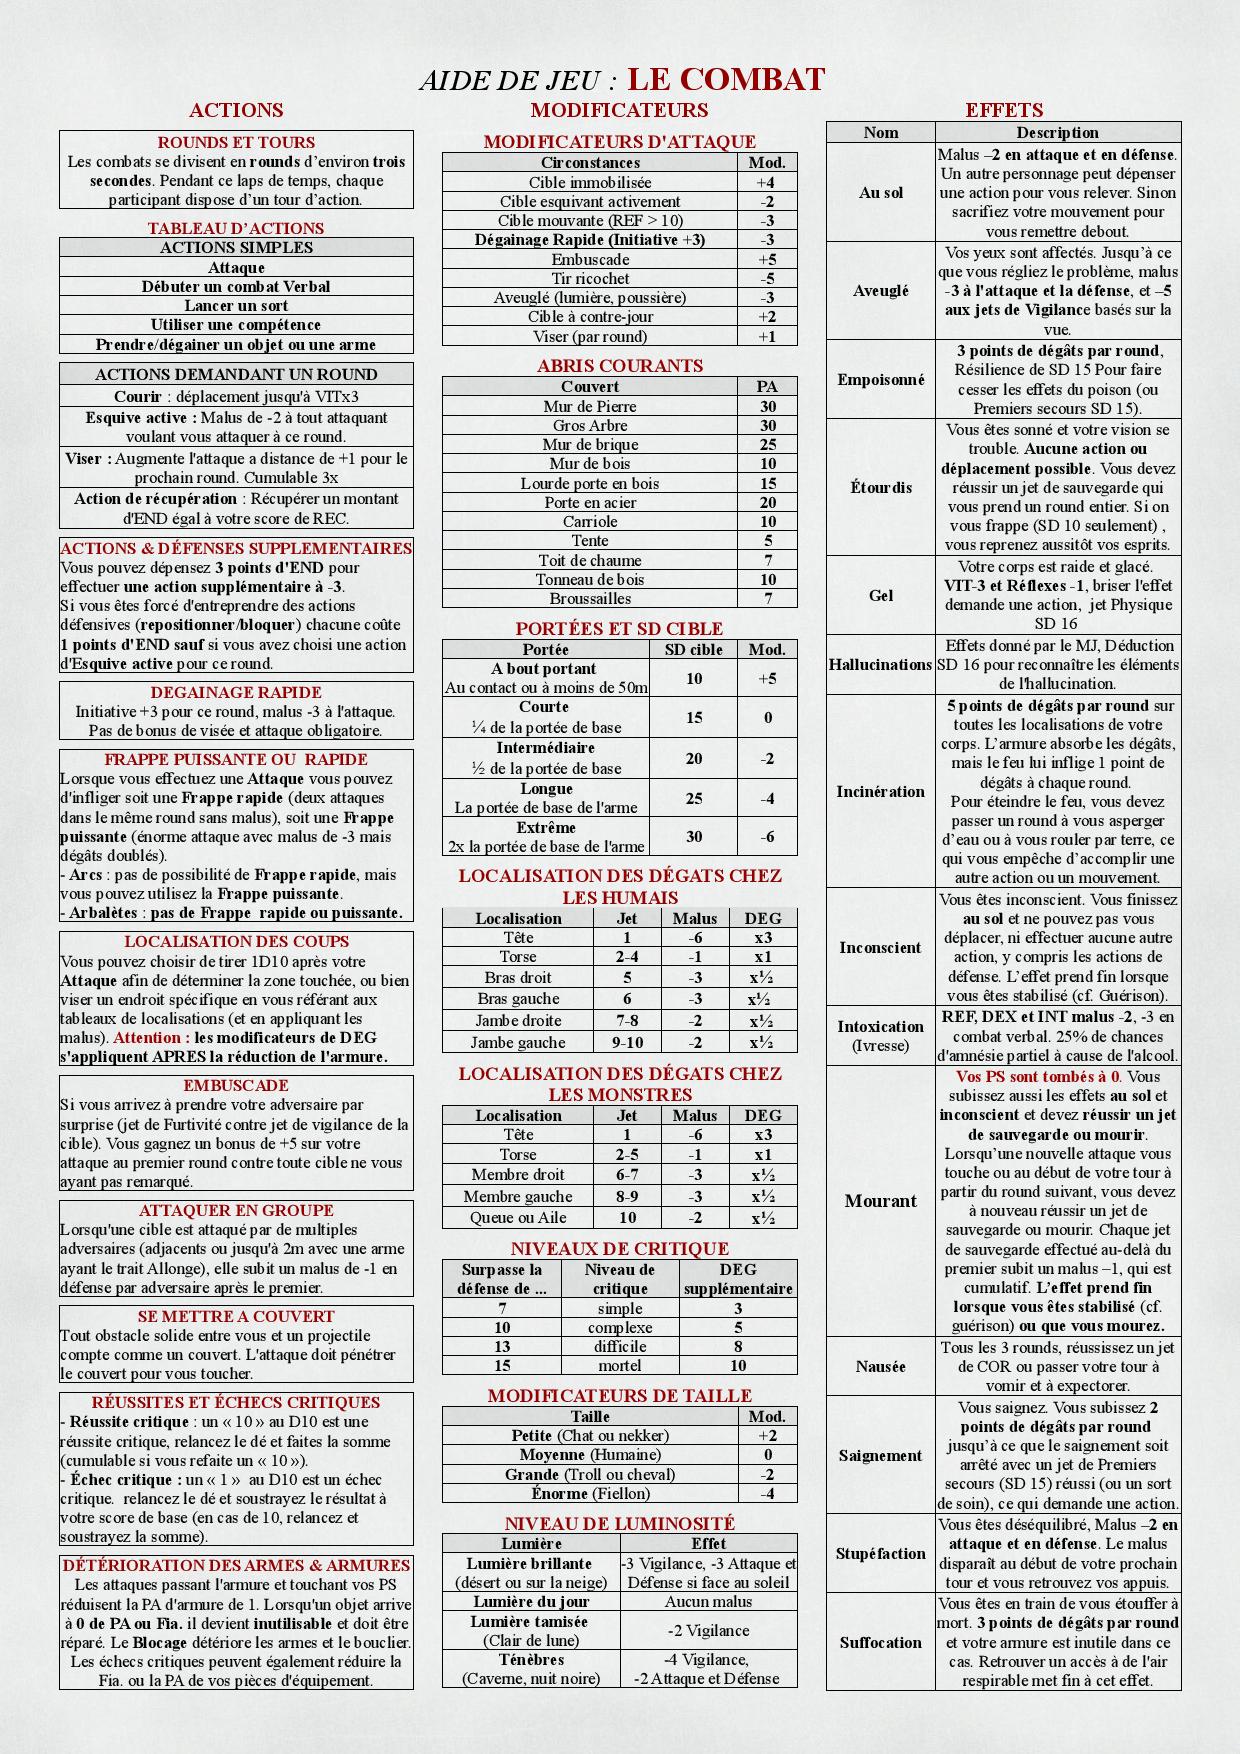 AIDE DE JEU : LE COMBAT
ACTIONS
ROUNDS ET TOURS
Les combats se divisent en rounds d’environ trois
secondes. Pendant ce laps de temps, chaque
participant dispose d’un tour d’action.
TABLEAU D’ACTIONS
ACTIONS SIMPLES
Attaque
Débuter un combat Verbal
Lancer un sort
Utiliser une compétence
Prendre/dégainer un objet ou une arme
ACTIONS DEMANDANT UN ROUND
Courir : déplacement jusqu'à VITx3
Esquive active : Malus de -2 à tout attaquant
voulant vous attaquer à ce round.
Viser : Augmente l'attaque a distance de +1 pour le
prochain round. Cumulable 3x
Action de récupération : Récupérer un montant
d'END égal à votre score de REC.
ACTIONS & DÉFENSES SUPPLEMENTAIRES
Vous pouvez dépensez 3 points d'END pour
effectuer une action supplémentaire à -3.
Si vous êtes forcé d'entreprendre des actions
défensives (repositionner/bloquer) chacune coûte
1 points d'END sauf si vous avez choisi une action
d'Esquive active pour ce round.
DEGAINAGE RAPIDE
Initiative +3 pour ce round, malus -3 à l'attaque.
Pas de bonus de visée et attaque obligatoire.
FRAPPE PUISSANTE OU RAPIDE
Lorsque vous effectuez une Attaque vous pouvez
d'infliger soit une Frappe rapide (deux attaques
dans le même round sans malus), soit une Frappe
puissante (énorme attaque avec malus de -3 mais
dégâts doublés).
- Arcs : pas de possibilité de Frappe rapide, mais
vous pouvez utilisez la Frappe puissante.
- Arbalètes : pas de Frappe rapide ou puissante.
LOCALISATION DES COUPS
Vous pouvez choisir de tirer 1D10 après votre
Attaque afin de déterminer la zone touchée, ou bien
viser un endroit spécifique en vous référant aux
tableaux de localisations (et en appliquant les
malus). Attention : les modificateurs de DEG
s'appliquent APRES la réduction de l'armure.
EMBUSCADE
Si vous arrivez à prendre votre adversaire par
surprise (jet de Furtivité contre jet de vigilance de la
cible). Vous gagnez un bonus de +5 sur votre
attaque au premier round contre toute cible ne vous
ayant pas remarqué.
ATTAQUER EN GROUPE
Lorsqu'une cible est attaqué par de multiples
adversaires (adjacents ou jusqu'à 2m avec une arme
ayant le trait Allonge), elle subit un malus de -1 en
défense par adversaire après le premier.
SE METTRE A COUVERT
Tout obstacle solide entre vous et un projectile
compte comme un couvert. L'attaque doit pénétrer
le couvert pour vous toucher.
RÉUSSITES ET ÉCHECS CRITIQUES
- Réussite critique : un « 10 » au D10 est une
réussite critique, relancez le dé et faites la somme
(cumulable si vous refaite un « 10 »).
- Échec critique : un « 1 » au D10 est un échec
critique. relancez le dé et soustrayez le résultat à
votre score de base (en cas de 10, relancez et
soustrayez la somme).
DÉTÉRIORATION DES ARMES & ARMURES
Les attaques passant l'armure et touchant vos PS
réduisent la PA d'armure de 1. Lorsqu'un objet arrive
à 0 de PA ou Fia. il devient inutilisable et doit être
réparé. Le Blocage détériore les armes et le bouclier.
Les échecs critiques peuvent également réduire la
Fia. ou la PA de vos pièces d'équipement.
MODIFICATEURS
MODIFICATEURS D'ATTAQUE
Circonstances Mod.
Cible immobilisée +4
Cible esquivant activement -2
Cible mouvante (REF > 10) -3
Dégainage Rapide (Initiative +3) -3
Embuscade +5
Tir ricochet -5
Aveuglé (lumière, poussière) -3
Cible à contre-jour +2
Viser (par round) +1
ABRIS COURANTS
Couvert PA
Mur de Pierre 30
Gros Arbre 30
Mur de brique 25
Mur de bois 10
Lourde porte en bois 15
Porte en acier 20
Carriole 10
Tente 5
Toit de chaume 7
Tonneau de bois 10
Broussailles 7
PORTÉES ET SD CIBLE
Portée SD cible Mod.
A bout portant
Au contact ou à moins de 50m 10 +5
Courte
¼ de la portée de base 15 0
Intermédiaire
½ de la portée de base 20 -2
Longue
La portée de base de l'arme 25 -4
Extrême
2x la portée de base de l'arme 30 -6
LOCALISATION DES DÉGATS CHEZ
LES HUMAIS
Localisation Jet Malus DEG
Tête 1 -6 x3
Torse 2-4 -1 x1
Bras droit 5 -3 x½
Bras gauche 6 -3 x½
Jambe droite 7-8 -2 x½
Jambe gauche 9-10 -2 x½
LOCALISATION DES DÉGATS CHEZ
LES MONSTRES
Localisation Jet Malus DEG
Tête 1 -6 x3
Torse 2-5 -1 x1
Membre droit 6-7 -3 x½
Membre gauche 8-9 -3 x½
Queue ou Aile 10 -2 x½
NIVEAUX DE CRITIQUE
Surpasse la Niveau de DEG
défense de ... critique supplémentaire
7 simple 3
10 complexe 5
13 difficile 8
15 mortel 10
MODIFICATEURS DE TAILLE
Taille Mod.
Petite (Chat ou nekker) +2
Moyenne (Humaine) 0
Grande (Troll ou cheval) -2
Énorme (Fiellon) -4
NIVEAU DE LUMINOSITÉ
Lumière Effet
Lumière brillante -3 Vigilance, -3 Attaque et
(désert ou sur la neige) Défense si face au soleil
Lumière du jour Aucun malus
Lumière tamisée
(Clair de lune) -2 Vigilance
Ténèbres -4 Vigilance,
(Caverne, nuit noire) -2 Attaque et Défense
EFFETS
Nom Description
Au sol
Malus –2 en attaque et en défense.
Un autre personnage peut dépenser
une action pour vous relever. Sinon
sacrifiez votre mouvement pour
vous remettre debout.
Aveuglé
Vos yeux sont affectés. Jusqu’à ce
que vous régliez le problème, malus
-3 à l'attaque et la défense, et –5
aux jets de Vigilance basés sur la
vue.
Empoisonné
3 points de dégâts par round,
Résilience de SD 15 Pour faire
cesser les effets du poison (ou
Premiers secours SD 15).
Étourdis
Vous êtes sonné et votre vision se
trouble. Aucune action ou
déplacement possible. Vous devez
réussir un jet de sauvegarde qui
vous prend un round entier. Si on
vous frappe (SD 10 seulement) ,
vous reprenez aussitôt vos esprits.
Gel
Votre corps est raide et glacé.
VIT-3 et Réflexes -1, briser l'effet
demande une action, jet Physique
SD 16
Hallucinations
Effets donné par le MJ, Déduction
SD 16 pour reconnaître les éléments
de l'hallucination.
Incinération
5 points de dégâts par round sur
toutes les localisations de votre
corps. L’armure absorbe les dégâts,
mais le feu lui inflige 1 point de
dégâts à chaque round.
Pour éteindre le feu, vous devez
passer un round à vous asperger
d’eau ou à vous rouler par terre, ce
qui vous empêche d’accomplir une
autre action ou un mouvement.
Inconscient
Vous êtes inconscient. Vous finissez
au sol et ne pouvez pas vous
déplacer, ni effectuer aucune autre
action, y compris les actions de
défense. L’effet prend fin lorsque
vous êtes stabilisé (cf. Guérison).
Intoxication
(Ivresse)
REF, DEX et INT malus -2, -3 en
combat verbal. 25% de chances
d'amnésie partiel à cause de l'alcool.
Mourant
Vos PS sont tombés à 0. Vous
subissez aussi les effets au sol et
inconscient et devez réussir un jet
de sauvegarde ou mourir.
Lorsqu’une nouvelle attaque vous
touche ou au début de votre tour à
partir du round suivant, vous devez
à nouveau réussir un jet de
sauvegarde ou mourir. Chaque jet
de sauvegarde effectué au-delà du
premier subit un malus –1, qui est
cumulatif. L’effet prend fin
lorsque vous êtes stabilisé (cf.
guérison) ou que vous mourez.
Nausée
Tous les 3 rounds, réussissez un jet
de COR ou passer votre tour à
vomir et à expectorer.
Saignement
Vous saignez. Vous subissez 2
points de dégâts par round
jusqu’à ce que le saignement soit
arrêté avec un jet de Premiers
secours (SD 15) réussi (ou un sort
de soin), ce qui demande une action.
Stupéfaction
Vous êtes déséquilibré, Malus –2 en
attaque et en défense. Le malus
disparaît au début de votre prochain
tour et vous retrouvez vos appuis.
Suffocation
Vous êtes en train de vous étouffer à
mort. 3 points de dégâts par round
et votre armure est inutile dans ce
cas. Retrouver un accès à de l'air
respirable met fin à cet effet.